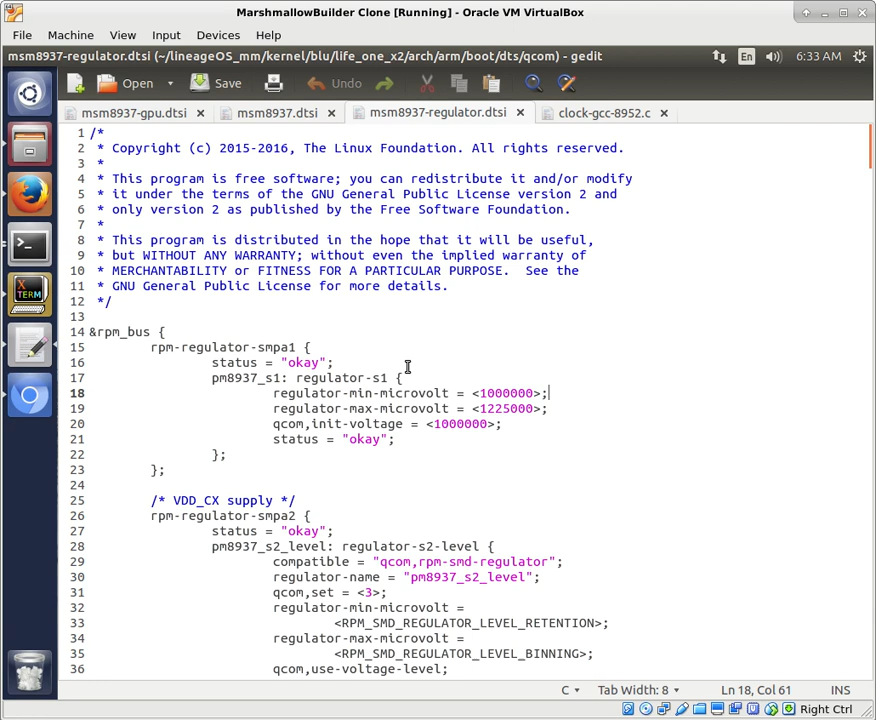 MarshmallowBuilder Clone [Running] - Oracle VM VirtualBox
File Machine View Input Devices Help
msm8937-regulator.dtsi (~/lineageOS_mm/kernel/blu/life_one_x2/arch/arm/boot/dts/qcom) - gedit En 6:33 AM
Open Save Undo
msm8937-gpu.dtsi msm8937.dtsi msm8937-regulator.dtsi clock-gcc-8952.c
1 /*
2  * Copyright (c) 2015-2016, The Linux Foundation. All rights reserved.
3  *
4  * This program is free software; you can redistribute it and/or modify
5  * it under the terms of the GNU General Public License version 2 and
6  * only version 2 as published by the Free Software Foundation.
7  *
8  * This program is distributed in the hope that it will be useful,
9  * but WITHOUT ANY WARRANTY; without even the implied warranty of
10  * MERCHANTABILITY or FITNESS FOR A PARTICULAR PURPOSE.  See the
11  * GNU General Public License for more details.
12  */
13
14 &rpm_bus {
15         rpm-regulator-smpa1 {
16                 status = "okay";
17                 pm8937_s1: regulator-s1 {
18                         regulator-min-microvolt = <1000000>;
19                         regulator-max-microvolt = <1225000>;
20                         qcom,init-voltage = <1000000>;
21                         status = "okay";
22                 };
23         };
24
25         /* VDD_CX supply */
26         rpm-regulator-smpa2 {
27                 status = "okay";
28                 pm8937_s2_level: regulator-s2-level {
29                         compatible = "qcom,rpm-smd-regulator";
30                         regulator-name = "pm8937_s2_level";
31                         qcom,set = <3>;
32                         regulator-min-microvolt =
33                                 <RPM_SMD_REGULATOR_LEVEL_RETENTION>;
34                         regulator-max-microvolt =
35                                 <RPM_SMD_REGULATOR_LEVEL_BINNING>;
36                         qcom,use-voltage-level;
C Tab Width: 8 Ln 18, Col 61 INS
Right Ctrl